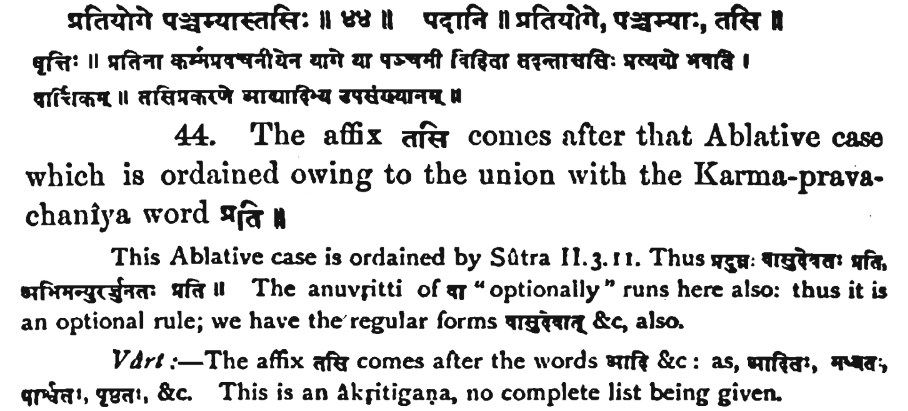 प्रतियोगे पञ्चम्यास्तसिः ॥ ४४ ॥ पदानि ॥ प्रतियोगे, पञ्चम्याः, तसि ॥
वृत्तिः ॥ प्रतिना कर्म्मप्रवचनीयेन यागे या पञ्चमी विहिता तदन्तात्तसिः प्रत्ययो भवति ।
वार्त्तिकम् ॥ तसिप्रकरणे आद्यादिभ्य उपसंख्यानम् ॥
44. The affix तसि comes after that Ablative case
which is ordained owing to the union with the Karma-prava-
chanîya word प्रति ॥
This Ablative case is ordained by Sûtra II.3.11. Thus प्रद्युम्नः वासुदेवतः प्रति,
अभिमन्युरर्ज्जुनतः प्रति ॥ The anuvṛitti of वा "optionally" runs here also: thus it is
an optional rule; we have the regular forms वासुदेवात् &c, also.
Vârt :—The affix तसि comes after the words आदि &c : as, आदितः, मध्यतः,
पार्श्वतः, पृष्ठतः, &c. This is an âkṛitigaṇa, no complete list being given.